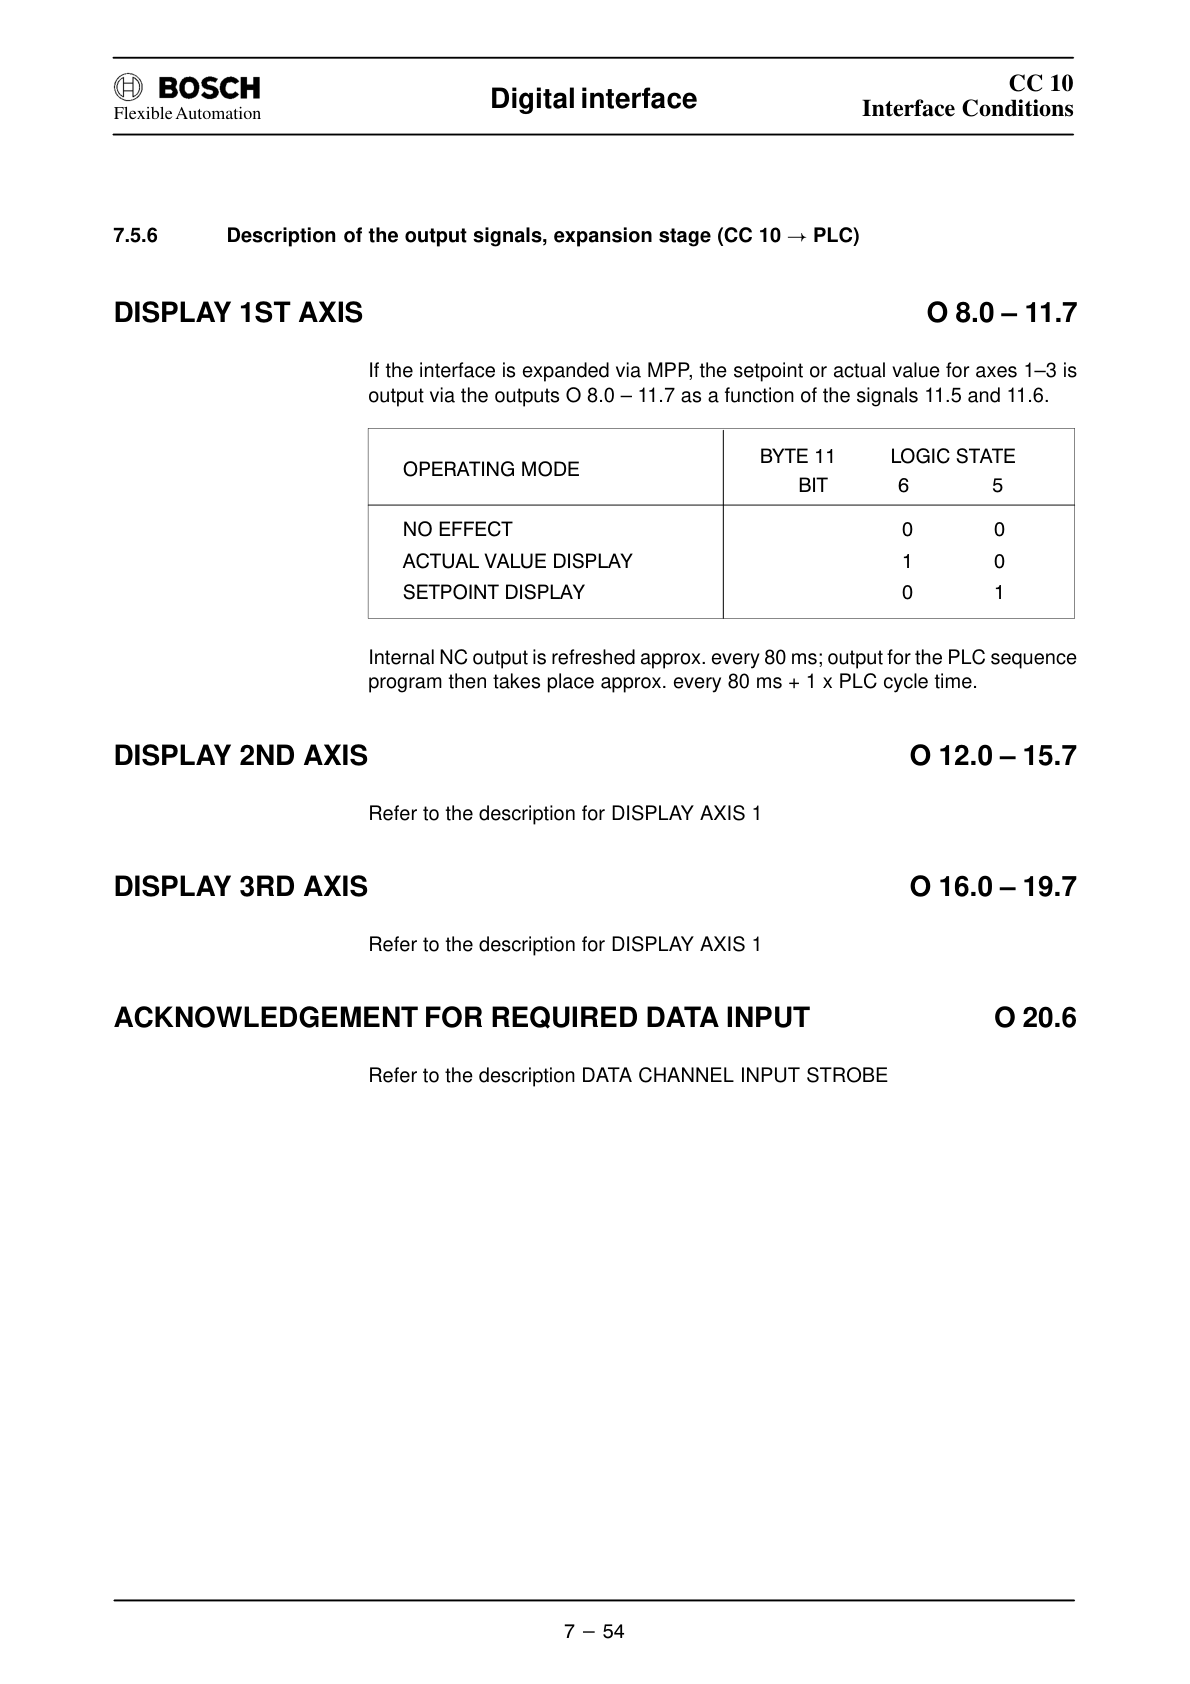 BOSCH
Flexible Automation
Digital interface
CC 10
Interface Conditions
7.5.6 Description of the output signals, expansion stage (CC 10 → PLC)
DISPLAY 1ST AXIS O 8.0 – 11.7
If the interface is expanded via MPP, the setpoint or actual value for axes 1–3 is
output via the outputs O 8.0 – 11.7 as a function of the signals 11.5 and 11.6.
OPERATING MODE
BYTE 11 LOGIC STATE
BIT 6 5
NO EFFECT 0 0
ACTUAL VALUE DISPLAY 1 0
SETPOINT DISPLAY 0 1
Internal NC output is refreshed approx. every 80 ms; output for the PLC sequence
program then takes place approx. every 80 ms + 1 x PLC cycle time.
DISPLAY 2ND AXIS O 12.0 – 15.7
Refer to the description for DISPLAY AXIS 1
DISPLAY 3RD AXIS O 16.0 – 19.7
Refer to the description for DISPLAY AXIS 1
ACKNOWLEDGEMENT FOR REQUIRED DATA INPUT O 20.6
Refer to the description DATA CHANNEL INPUT STROBE
7 – 54